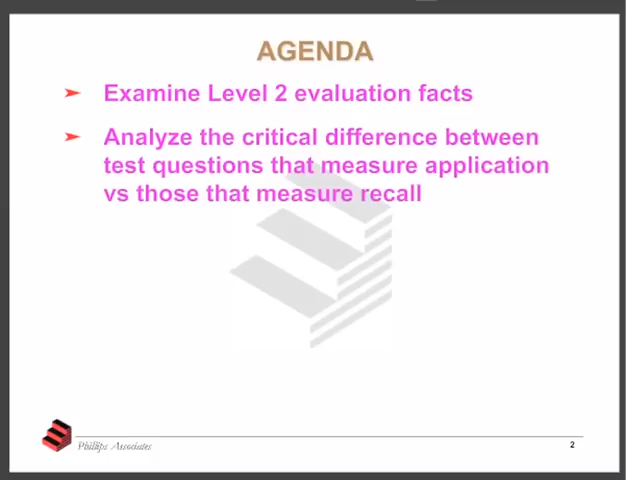 AGENDA
Examine Level 2 evaluation facts
Analyze the critical difference between
test questions that measure application
vs those that measure recall
Phillips Associates
2